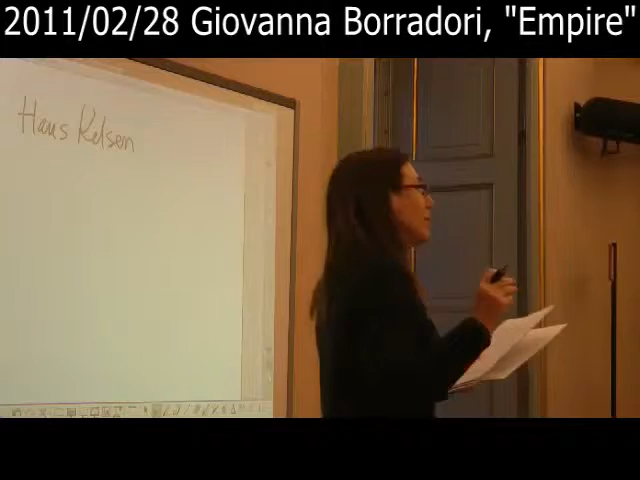 2011/02/28 Giovanna Borradori, "Empire"
Hans Kelsen